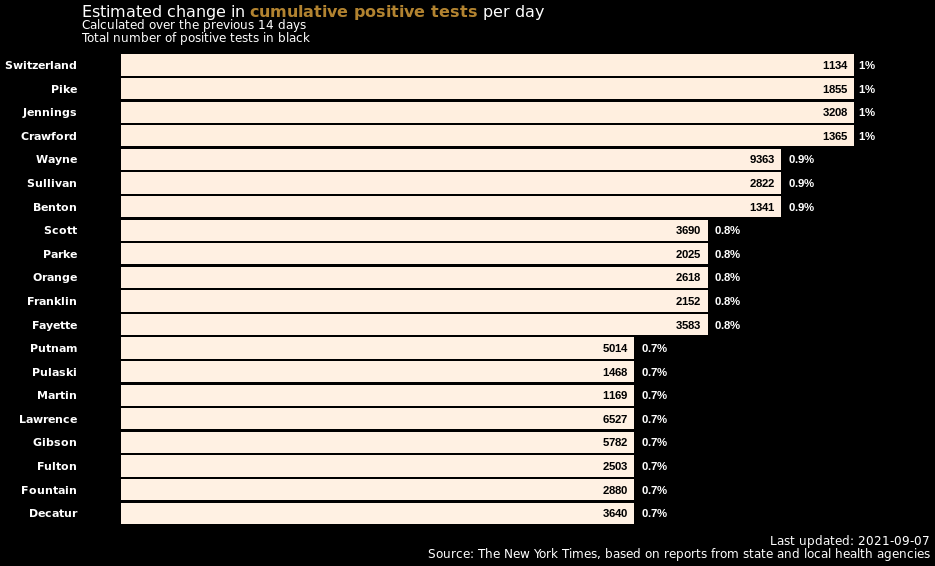 Estimated change in cumulative positive tests per day
Calculated over the previous 14 days
Total number of positive tests in black
Switzerland 1134 1%
Pike 1855 1%
Jennings 3208 1%
Crawford 1365 1%
Wayne 9363 0.9%
Sullivan 2822 0.9%
Benton 1341 0.9%
Scott 3690 0.8%
Parke 2025 0.8%
Orange 2618 0.8%
Franklin 2152 0.8%
Fayette 3583 0.8%
Putnam 5014 0.7%
Pulaski 1468 0.7%
Martin 1169 0.7%
Lawrence 6527 0.7%
Gibson 5782 0.7%
Fulton 2503 0.7%
Fountain 2880 0.7%
Decatur 3640 0.7%
Last updated: 2021-09-07
Source: The New York Times, based on reports from state and local health agencies